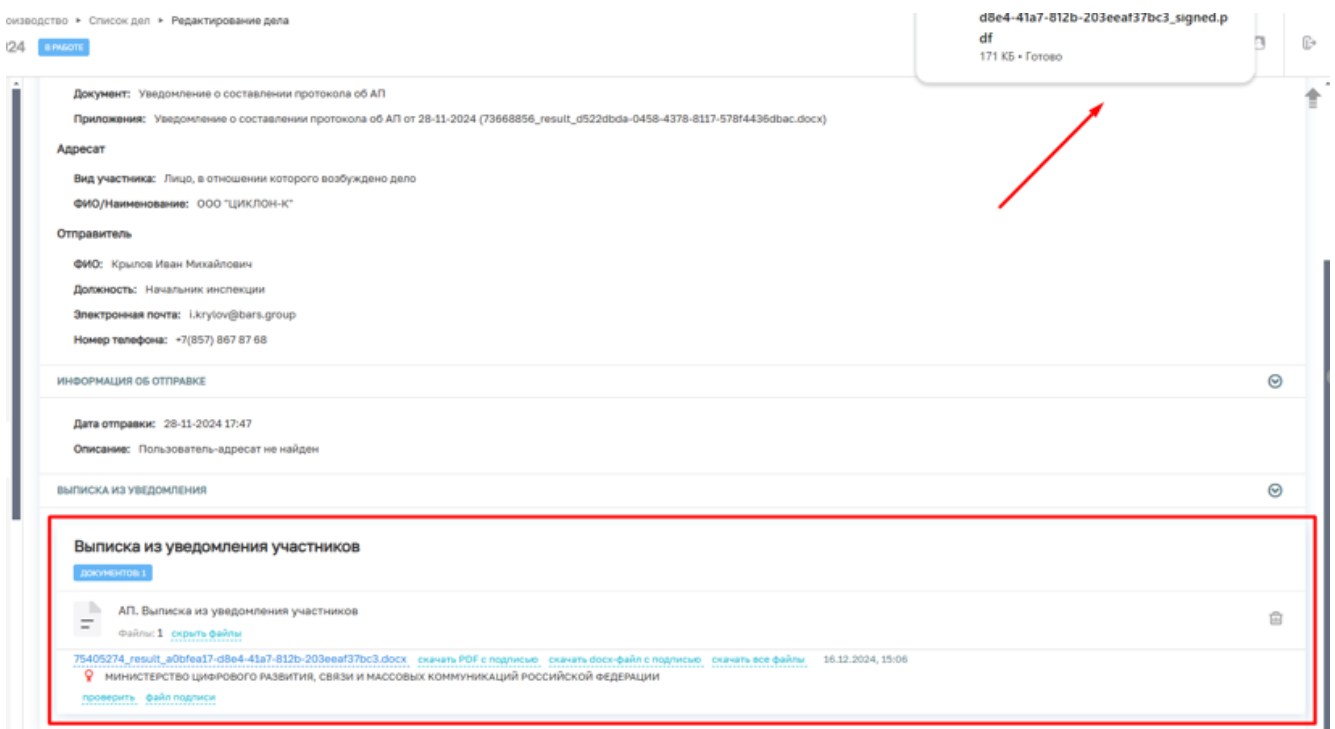 оизводство ▸ Список дел ▸ Редактирование дела
024 В РАБОТЕ
d8e4-41a7-812b-203eeaf37bc3_signed.p
df
171 КБ • Готово
Документ: Уведомление о составлении протокола об АП
Приложения: Уведомление о составлении протокола об АП от 28-11-2024 (73668856_result_d522dbda-0458-4378-8117-578f4436dbac.docx)
Адресат
Вид участника: Лицо, в отношении которого возбуждено дело
ФИО/Наименование: ООО "ЦИКЛОН-К"
Отправитель
ФИО: Крылов Иван Михайлович
Должность: Начальник инспекции
Электронная почта: i.krylov@bars.group
Номер телефона: +7(857) 867 87 68
ИНФОРМАЦИЯ ОБ ОТПРАВКЕ
Дата отправки: 28-11-2024 17:47
Описание: Пользователь-адресат не найден
ВЫПИСКА ИЗ УВЕДОМЛЕНИЯ
Выписка из уведомления участников
ДОКУМЕНТОВ: 1
АП. Выписка из уведомления участников
Файлы: 1 скрыть файлы
75405274_result_a0bfea17-d8e4-41a7-812b-203eeaf37bc3.docx скачать PDF с подписью скачать docx-файл с подписью скачать все файлы 16.12.2024, 15:06
МИНИСТЕРСТВО ЦИФРОВОГО РАЗВИТИЯ, СВЯЗИ И МАССОВЫХ КОММУНИКАЦИЙ РОССИЙСКОЙ ФЕДЕРАЦИИ
проверить файл подписи